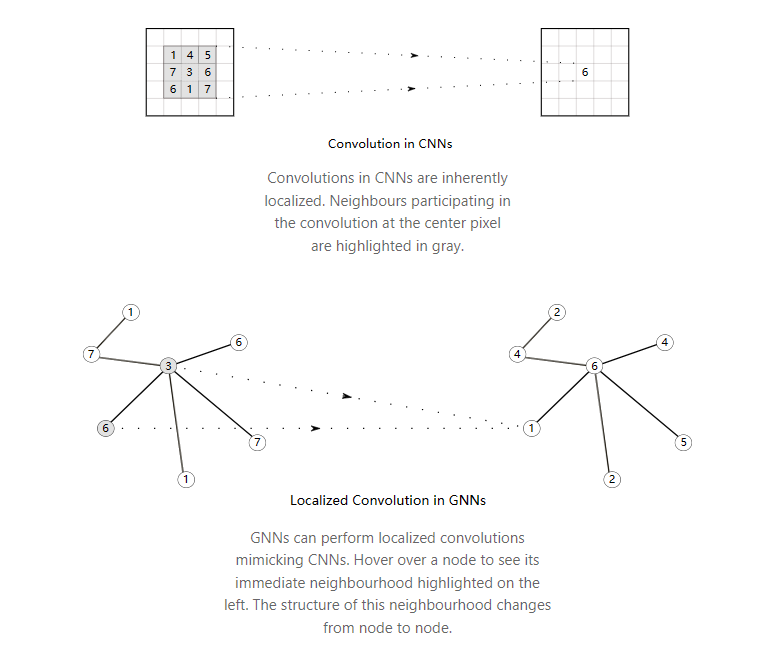 1 4 5
7 3 6 6
6 1 7
Convolution in CNNs
Convolutions in CNNs are inherently
localized. Neighbours participating in
the convolution at the center pixel
are highlighted in gray.
1 2
6 4
7 4
3 6
6 1
7 5
1 2
Localized Convolution in GNNs
GNNs can perform localized convolutions
mimicking CNNs. Hover over a node to see its
immediate neighbourhood highlighted on the
left. The structure of this neighbourhood changes
from node to node.